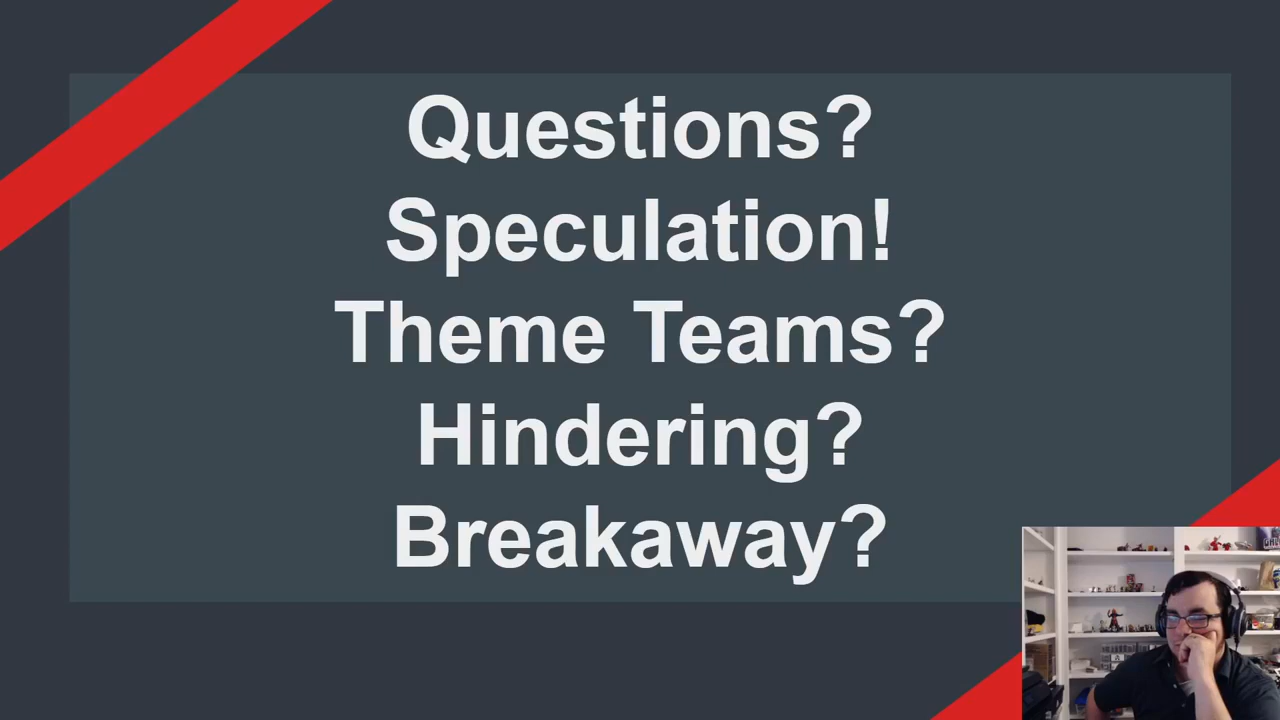 Questions?
Speculation!
Theme Teams?
Hindering?
Breakaway?